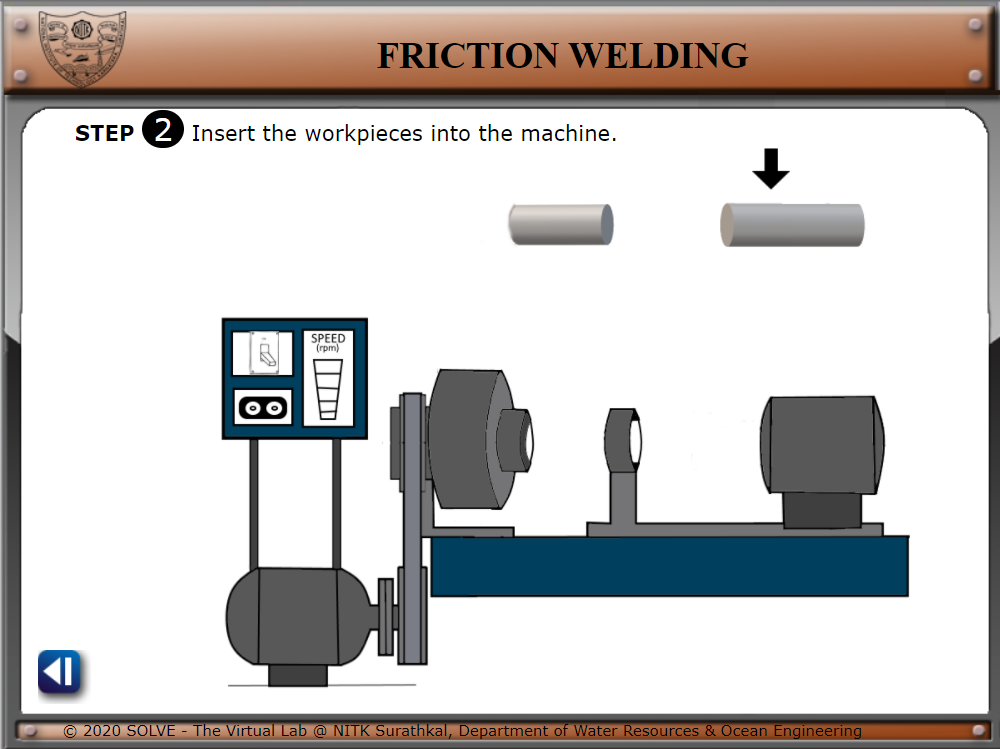 FRICTION WELDING
STEP 2 Insert the workpieces into the machine.
SPEED
(rpm)
© 2020 SOLVE - The Virtual Lab @ NITK Surathkal, Department of Water Resources & Ocean Engineering